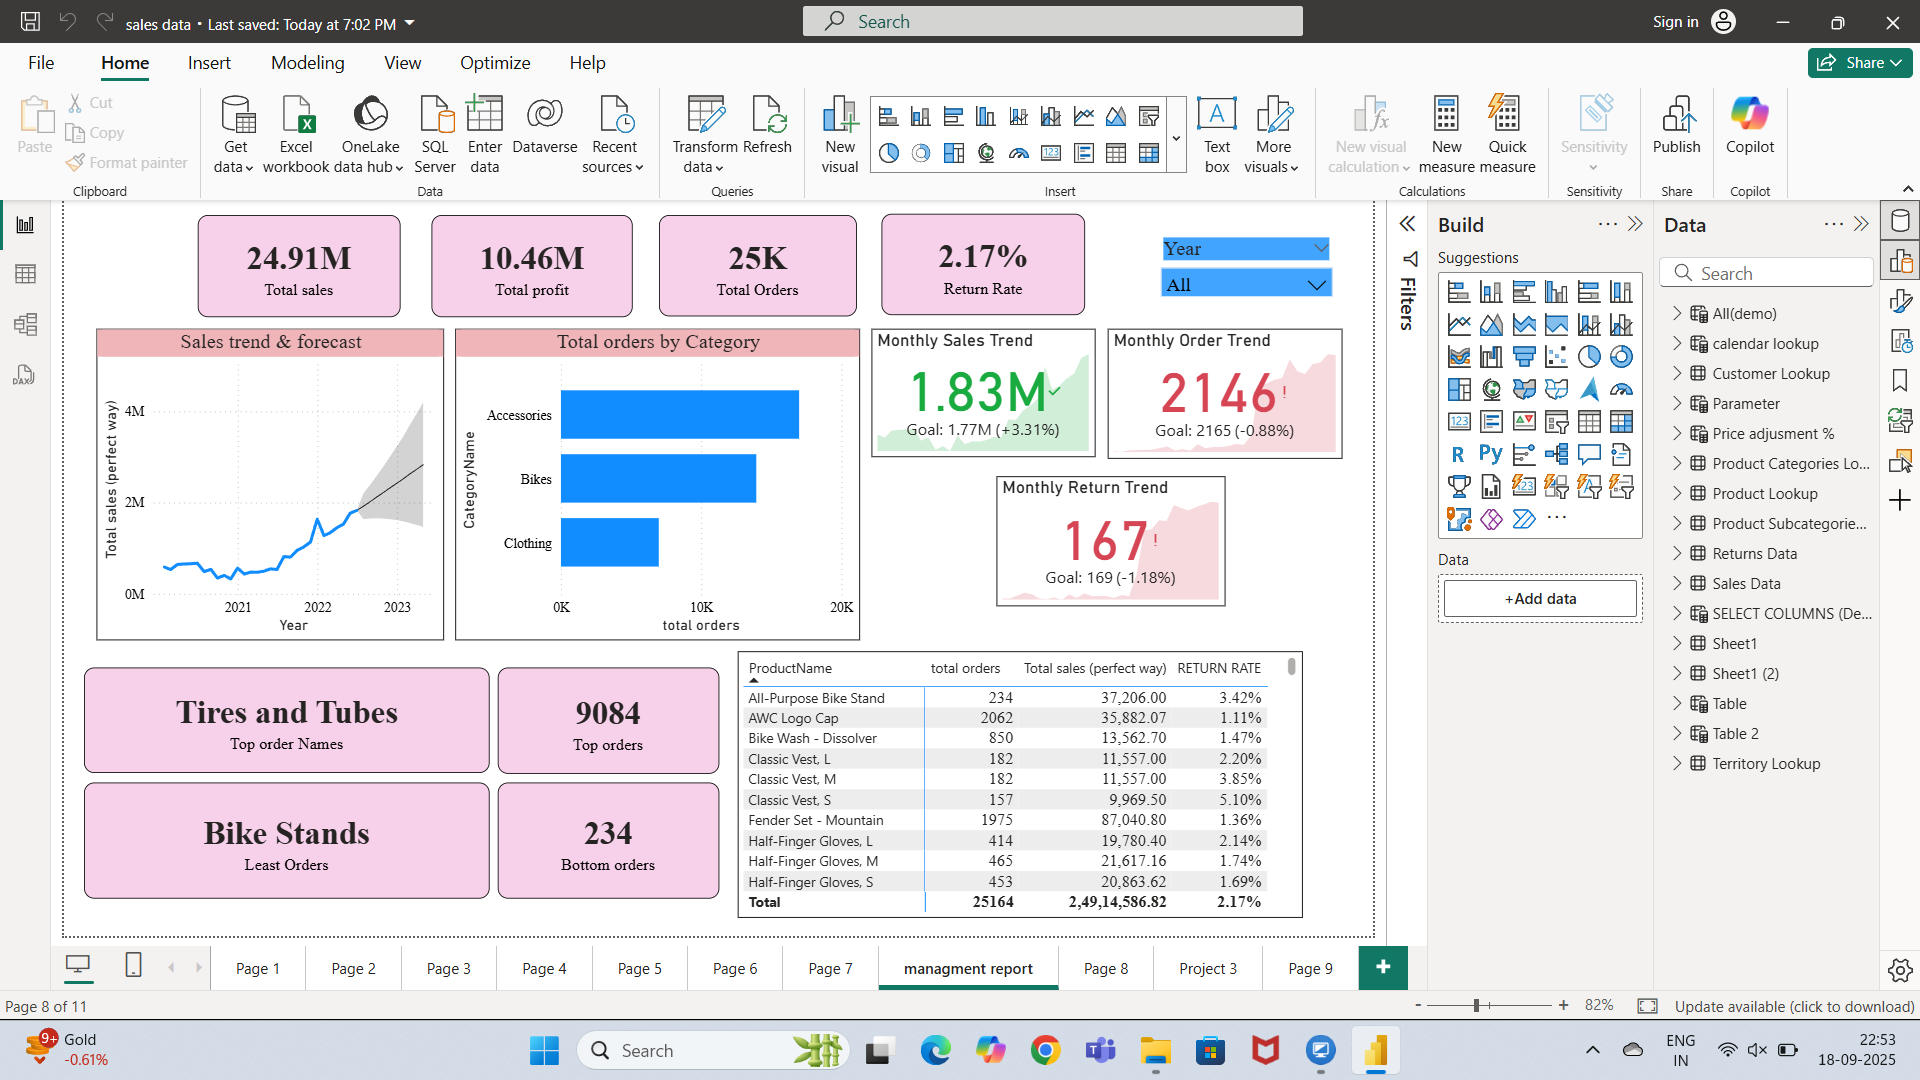 sales data • Last saved: Today at 7:02 PM
Search
Sign in
File
Home
Insert
Modeling
View
Optimize
Help
Share
Paste
Cut
Copy
Format painter
Clipboard
Get data
Excel workbook
OneLake data hub
SQL Server
Enter data
Dataverse
Recent sources
Data
Transform data
Refresh
Queries
New visual
Text box
More visuals
Insert
New visual calculation
New measure
Quick measure
Calculations
Sensitivity
Sensitivity
Publish
Share
Copilot
Copilot
24.91M
Total sales
10.46M
Total profit
25K
Total Orders
2.17%
Return Rate
Year
All
Sales trend & forecast
Total sales (perfect way)
4M
2M
0M
2021 2022 2023
Year
Total orders by Category
CategoryName
Accessories
Bikes
Clothing
0K 10K 20K
total orders
Monthly Sales Trend
1.83M
Goal: 1.77M (+3.31%)
Monthly Order Trend
2146!
Goal: 2165 (-0.88%)
Monthly Return Trend
167!
Goal: 169 (-1.18%)
Tires and Tubes
Top order Names
9084
Top orders
Bike Stands
Least Orders
234
Bottom orders
ProductName total orders Total sales (perfect way) RETURN RATE
All-Purpose Bike Stand 234 37,206.00 3.42%
AWC Logo Cap 2062 35,882.07 1.11%
Bike Wash - Dissolver 850 13,562.70 1.47%
Classic Vest, L 182 11,557.00 2.20%
Classic Vest, M 182 11,557.00 3.85%
Classic Vest, S 157 9,969.50 5.10%
Fender Set - Mountain 1975 87,040.80 1.36%
Half-Finger Gloves, L 414 19,780.40 2.14%
Half-Finger Gloves, M 465 21,617.16 1.74%
Half-Finger Gloves, S 453 20,863.62 1.69%
Total 25164 2,49,14,586.82 2.17%
Filters
Build
Suggestions
123
R
Py
123
Data
+Add data
Data
Search
All(demo)
calendar lookup
Customer Lookup
Parameter
Price adjusment %
Product Categories Lo...
Product Lookup
Product Subcategorie...
Returns Data
Sales Data
SELECT COLUMNS (De...
Sheet1
Sheet1 (2)
Table
Table 2
Territory Lookup
DAX
Page 1
Page 2
Page 3
Page 4
Page 5
Page 6
Page 7
managment report
Page 8
Project 3
Page 9
+
Page 8 of 11
- + 82%
Update available (click to download)
9+
Gold
-0.61%
Search
ENG
IN
22:53
18-09-2025